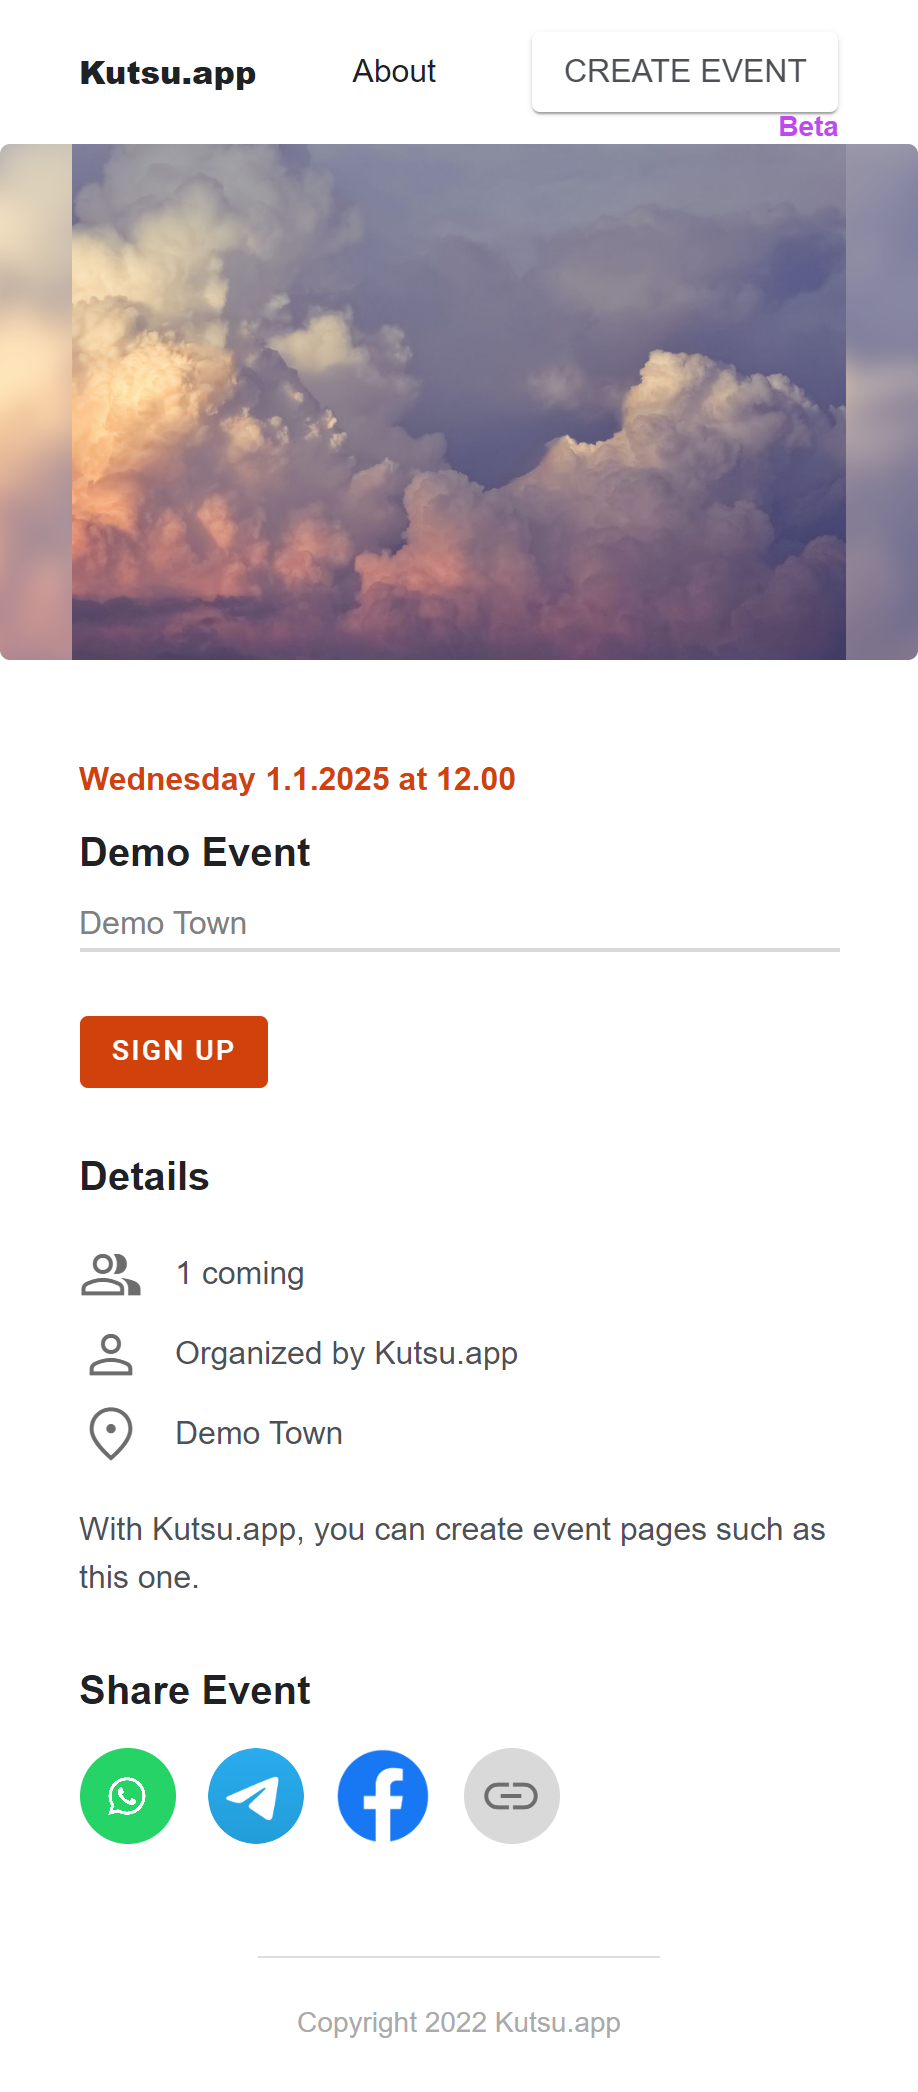 Kutsu.app
About
CREATE EVENT
Beta
Wednesday 1.1.2025 at 12.00
Demo Event
Demo Town
SIGN UP
Details
1 coming
Organized by Kutsu.app
Demo Town
With Kutsu.app, you can create event pages such as
this one.
Share Event
Copyright 2022 Kutsu.app